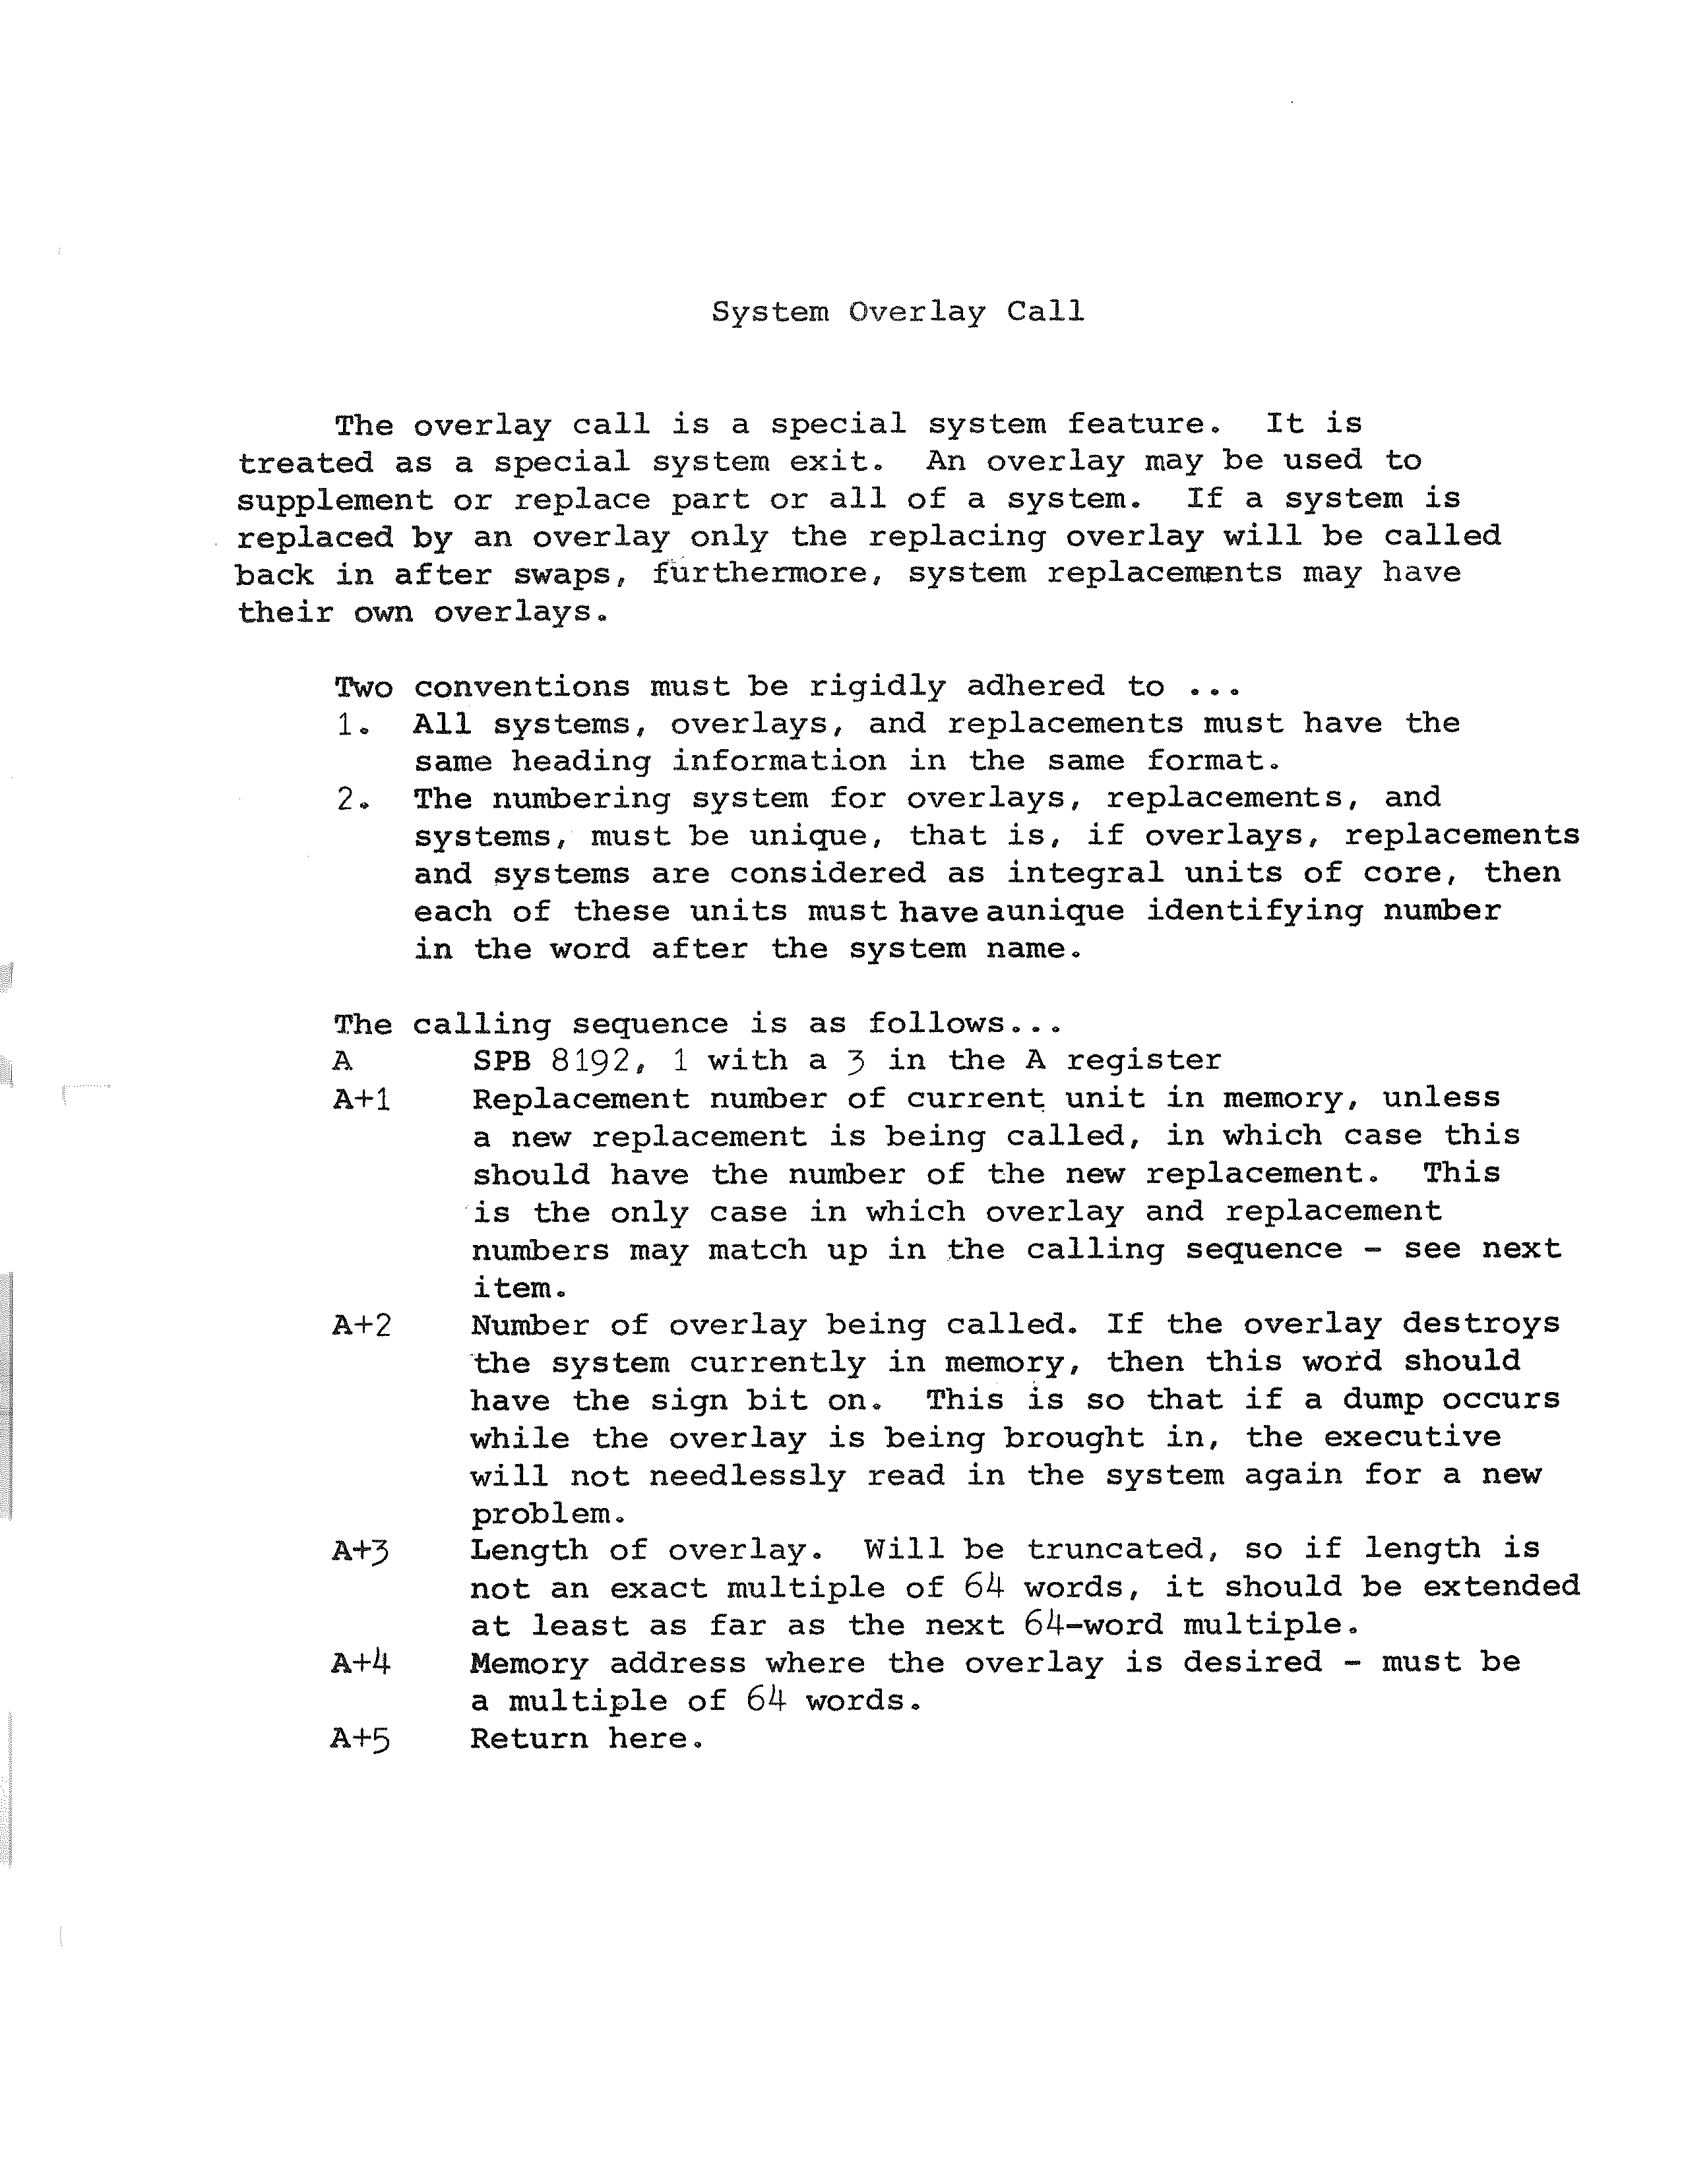 System Overlay Call
The overlay call is a special system feature. It is
treated as a special system exit. An overlay may be used to
supplement or replace part or all of a system. If a system is
replaced by an overlay only the replacing overlay will be called
back in after swaps, furthermore, system replacements may have
their own overlays.
Two conventions must be rigidly adhered to ...
1. All systems, overlays, and replacements must have the
same heading information in the same format.
2. The numbering system for overlays, replacements, and
systems, must be unique, that is, if overlays, replacements
and systems are considered as integral units of core, then
each of these units must have aunique identifying number
in the word after the system name.
The calling sequence is as follows...
A SPB 8192, 1 with a 3 in the A register
A+1 Replacement number of current unit in memory, unless
a new replacement is being called, in which case this
should have the number of the new replacement. This
is the only case in which overlay and replacement
numbers may match up in the calling sequence - see next
item.
A+2 Number of overlay being called. If the overlay destroys
the system currently in memory, then this word should
have the sign bit on. This is so that if a dump occurs
while the overlay is being brought in, the executive
will not needlessly read in the system again for a new
problem.
A+3 Length of overlay. Will be truncated, so if length is
not an exact multiple of 64 words, it should be extended
at least as far as the next 64-word multiple.
A+4 Memory address where the overlay is desired - must be
a multiple of 64 words.
A+5 Return here.